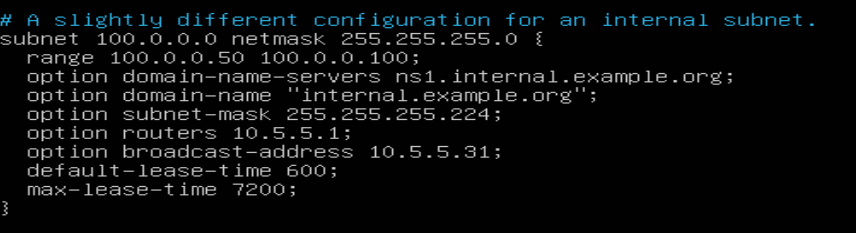 # A slightly different configuration for an internal subnet.
subnet 100.0.0.0 netmask 255.255.255.0 {
  range 100.0.0.50 100.0.0.100;
  option domain-name-servers ns1.internal.example.org;
  option domain-name "internal.example.org";
  option subnet-mask 255.255.255.224;
  option routers 10.5.5.1;
  option broadcast-address 10.5.5.31;
  default-lease-time 600;
  max-lease-time 7200;
}